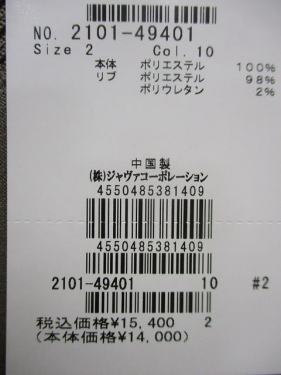 NO. 2101-49401
Size 2 Col. 10
本体 ポリエステル 100%
リブ ポリエステル 98%
ポリウレタン 2%
中国製
(株)ジャヴァコーポレーション
4550485381409
4550485381409
2101-49401 10 #2
税込価格¥15,400 2
(本体価格¥14,000)